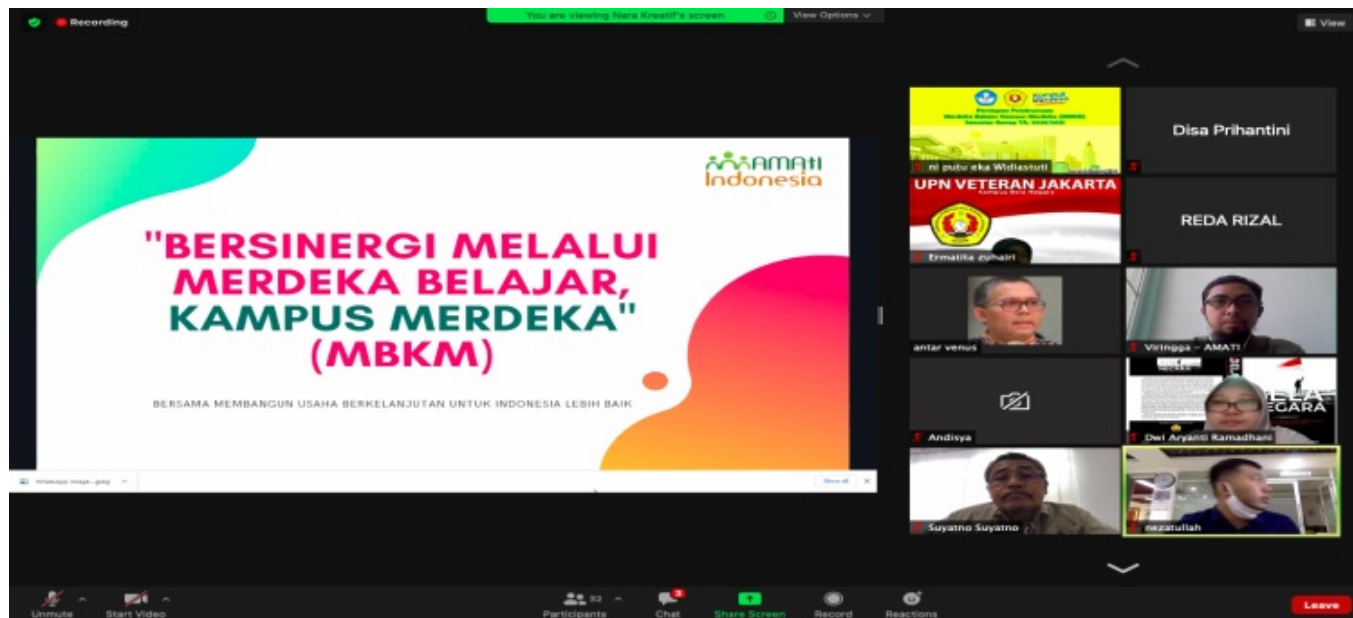 Recording
You are viewing Nara Kreatif's screen
View Options
View
AMATI
Indonesia
"BERSINERGI MELALUI
MERDEKA BELAJAR,
KAMPUS MERDEKA"
(MBKM)
BERSAMA MEMBANGUN USAHA BERKELANJUTAN UNTUK INDONESIA LEBIH BAIK
Show all
ni putu eka Widiastuti
Disa Prihantini
UPN VETERAN JAKARTA
Ermatita zuhairi
REDA RIZAL
antar venus
Viringga - AMATI
Andisya
EGARA
Dwi Aryanti Ramadhani
Suyatno Suyatno
nezatullah
Unmute
Start Video
Participants
32
Chat
3
Share Screen
Record
Reactions
Leave